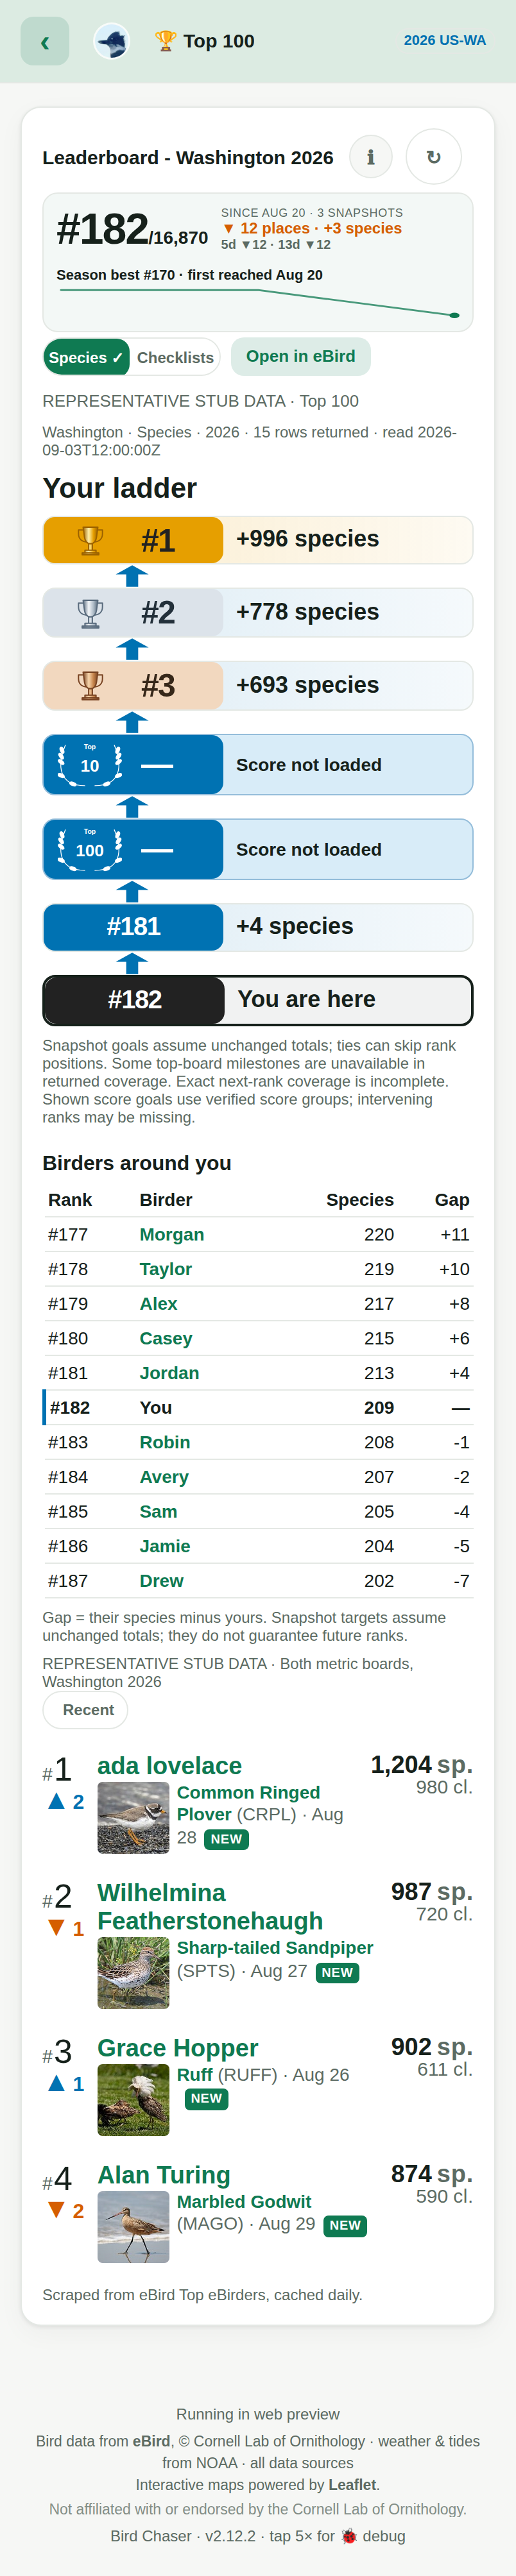 ‹ 🏆 Top 100 2026 US-WA
Leaderboard - Washington 2026 ℹ ↻
#182/16,870
SINCE AUG 20 · 3 SNAPSHOTS
▼ 12 places · +3 species
5d ▼12 · 13d ▼12
Season best #170 · first reached Aug 20
Species ✓ Checklists Open in eBird
REPRESENTATIVE STUB DATA · Top 100
Washington · Species · 2026 · 15 rows returned · read 2026-
09-03T12:00:00Z
Your ladder
#1 +996 species
#2 +778 species
#3 +693 species
Top
10 — Score not loaded
Top
100 — Score not loaded
#181 +4 species
#182 You are here
Snapshot goals assume unchanged totals; ties can skip rank
positions. Some top-board milestones are unavailable in
returned coverage. Exact next-rank coverage is incomplete.
Shown score goals use verified score groups; intervening
ranks may be missing.
Birders around you
Rank Birder Species Gap
#177 Morgan 220 +11
#178 Taylor 219 +10
#179 Alex 217 +8
#180 Casey 215 +6
#181 Jordan 213 +4
#182 You 209 —
#183 Robin 208 -1
#184 Avery 207 -2
#185 Sam 205 -4
#186 Jamie 204 -5
#187 Drew 202 -7
Gap = their species minus yours. Snapshot targets assume
unchanged totals; they do not guarantee future ranks.
REPRESENTATIVE STUB DATA · Both metric boards,
Washington 2026
Recent
#1 ada lovelace 1,204 sp.
▲ 2 980 cl.
Common Ringed
Plover (CRPL) · Aug
28 NEW
#2 Wilhelmina 987 sp.
▼ 1 Featherstonehaugh 720 cl.
Sharp-tailed Sandpiper
(SPTS) · Aug 27 NEW
#3 Grace Hopper 902 sp.
▲ 1 611 cl.
Ruff (RUFF) · Aug 26
NEW
#4 Alan Turing 874 sp.
▼ 2 590 cl.
Marbled Godwit
(MAGO) · Aug 29 NEW
Scraped from eBird Top eBirders, cached daily.
Running in web preview
Bird data from eBird, © Cornell Lab of Ornithology · weather & tides
from NOAA · all data sources
Interactive maps powered by Leaflet.
Not affiliated with or endorsed by the Cornell Lab of Ornithology.
Bird Chaser · v2.12.2 · tap 5× for 🐞 debug